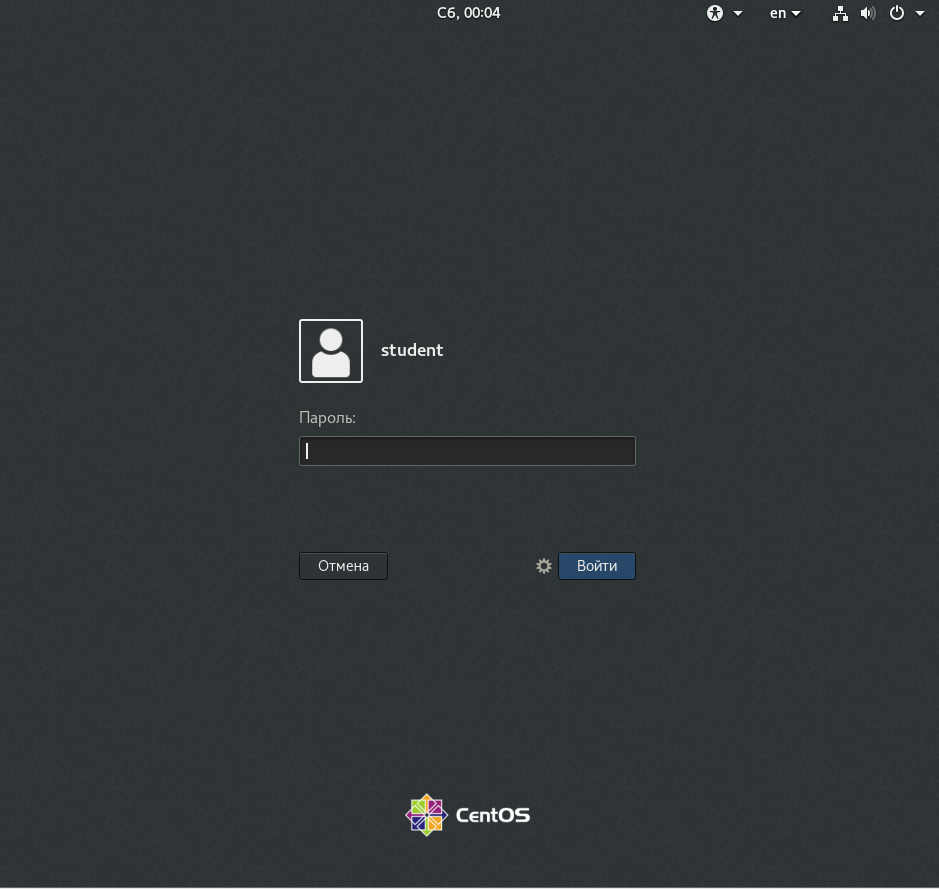 Сб, 00:04
en
student
Пароль:
Отмена
Войти
CentOS